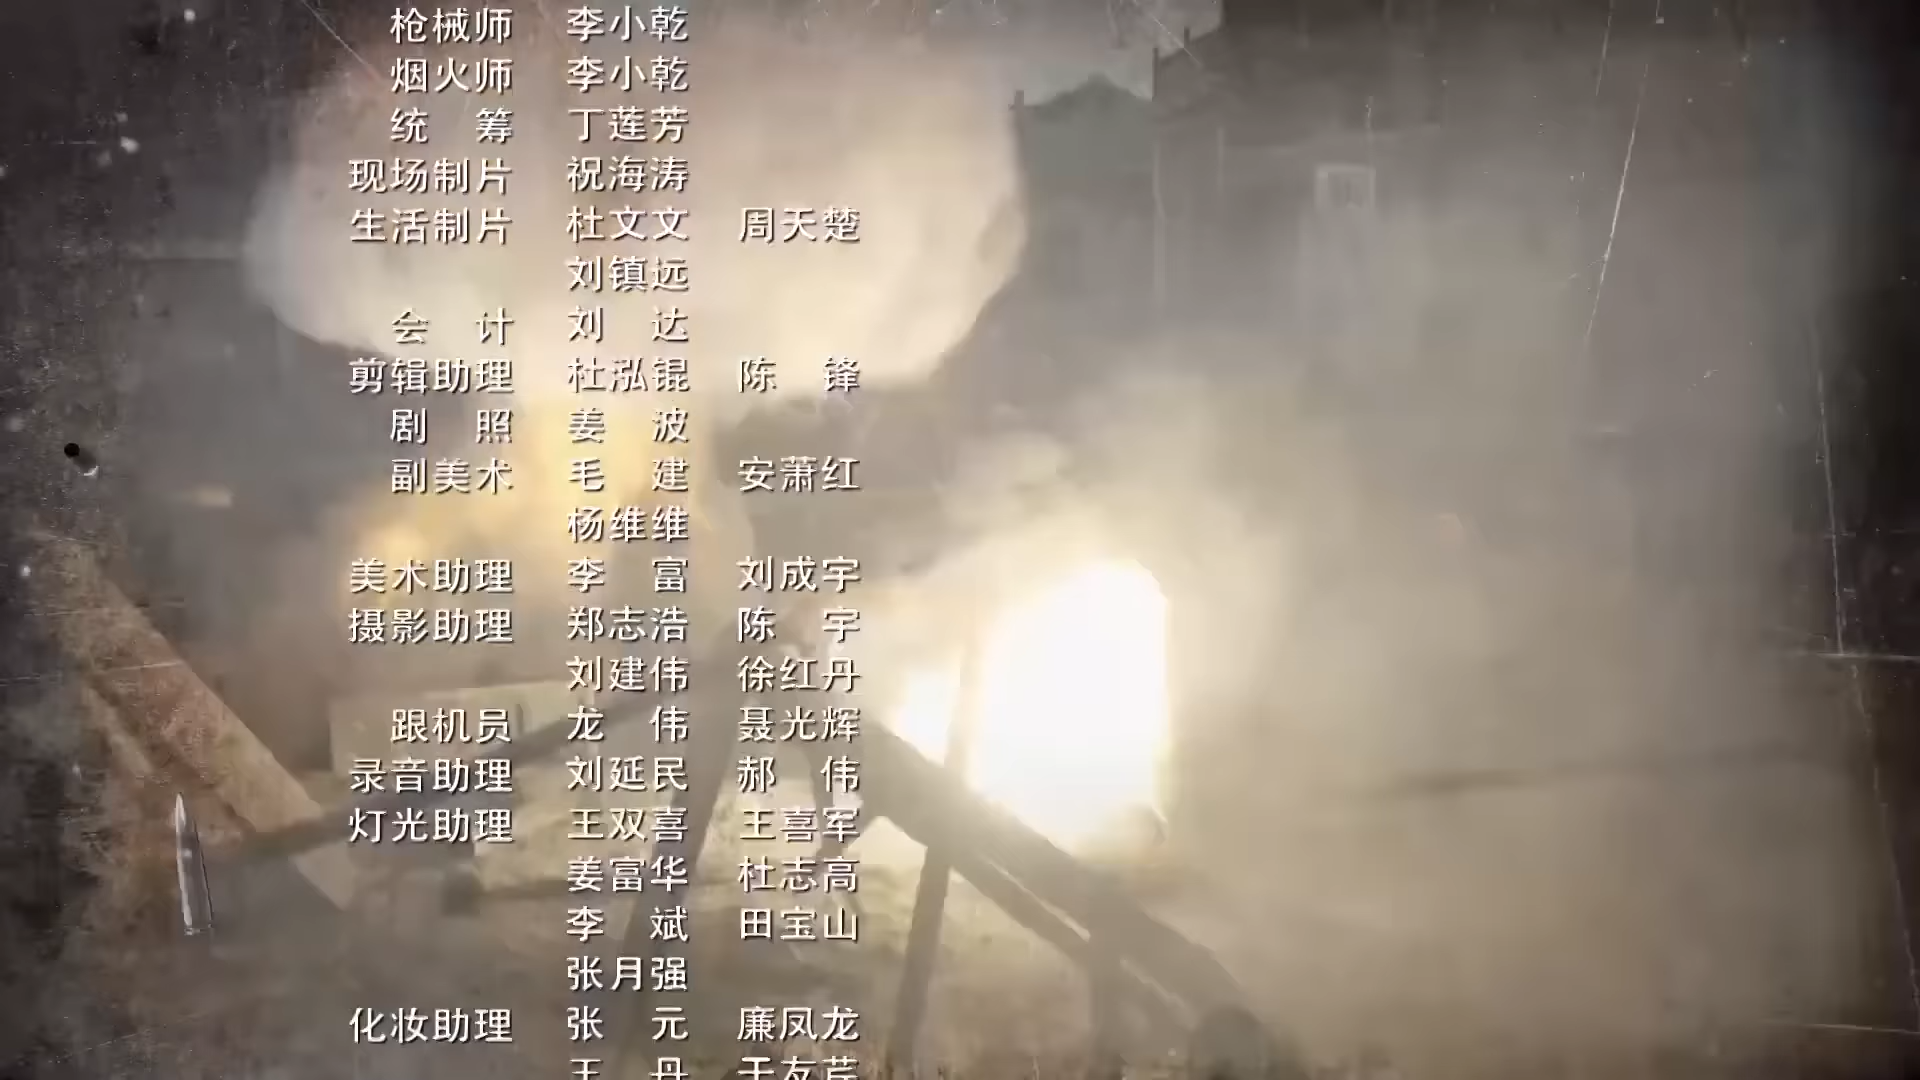 枪械师 李小乾
烟火师 李小乾
统 筹 丁莲芳
现场制片 祝海涛
生活制片 杜文文 周天楚
刘镇远
会 计 刘 达
剪辑助理 杜泓锟 陈 锋
剧 照 姜 波
副美术 毛 建 安萧红
杨维维
美术助理 李 富 刘成宇
摄影助理 郑志浩 陈 宇
刘建伟 徐红丹
跟机员 龙 伟 聂光辉
录音助理 刘延民 郝 伟
灯光助理 王双喜 王喜军
姜富华 杜志高
李 斌 田宝山
张月强
化妆助理 张 元 廉凤龙
王 丹